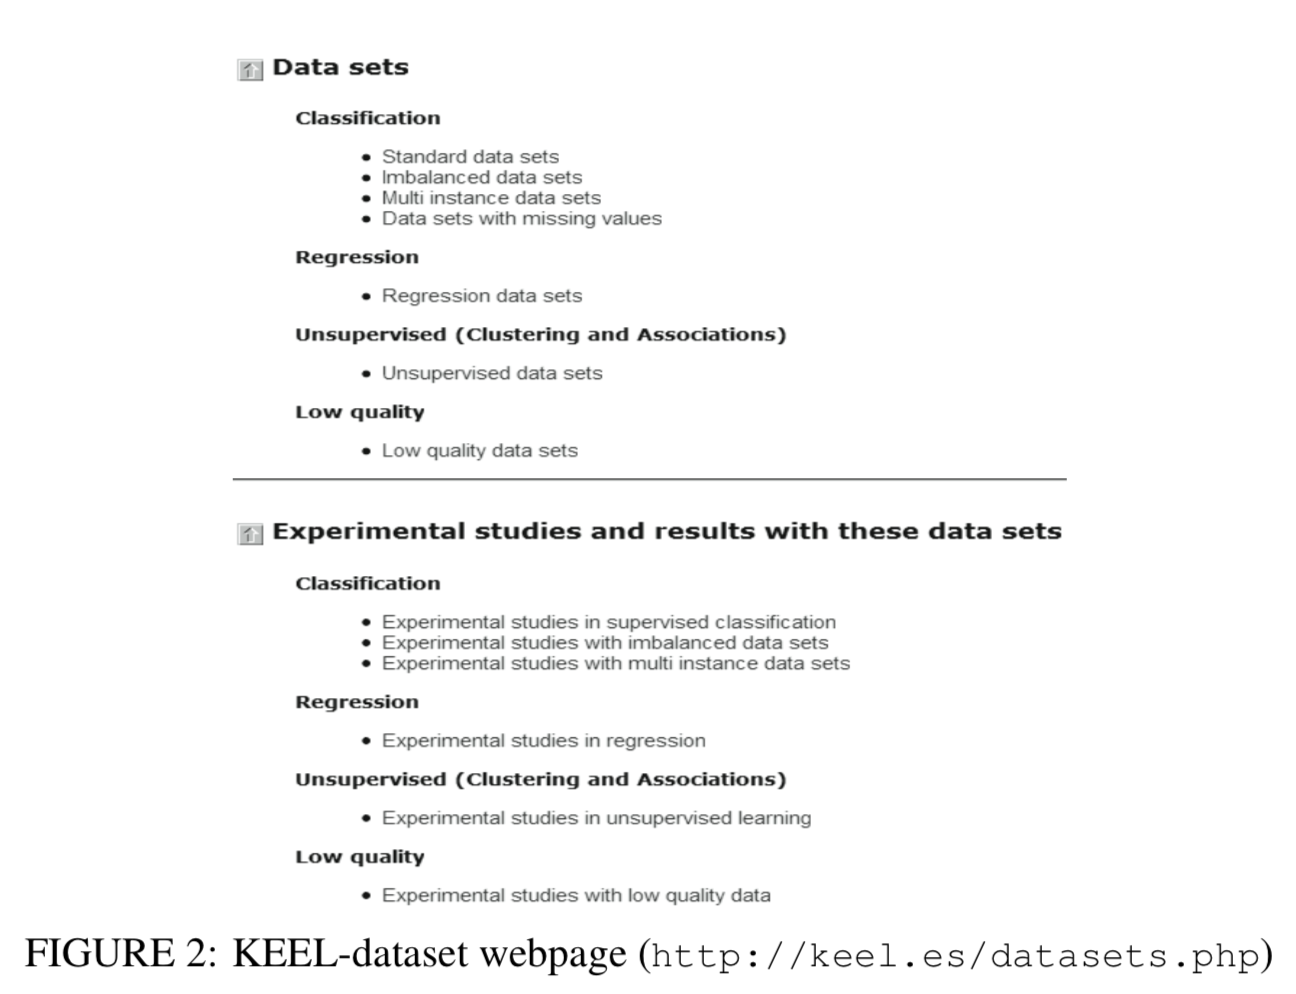 Data sets
Classification
• Standard data sets
• Imbalanced data sets
• Multi instance data sets
• Data sets with missing values
Regression
• Regression data sets
Unsupervised (Clustering and Associations)
• Unsupervised data sets
Low quality
• Low quality data sets
Experimental studies and results with these data sets
Classification
• Experimental studies in supervised classification
• Experimental studies with imbalanced data sets
• Experimental studies with multi instance data sets
Regression
• Experimental studies in regression
Unsupervised (Clustering and Associations)
• Experimental studies in unsupervised learning
Low quality
• Experimental studies with low quality data
FIGURE 2: KEEL-dataset webpage (http://keel.es/datasets.php)